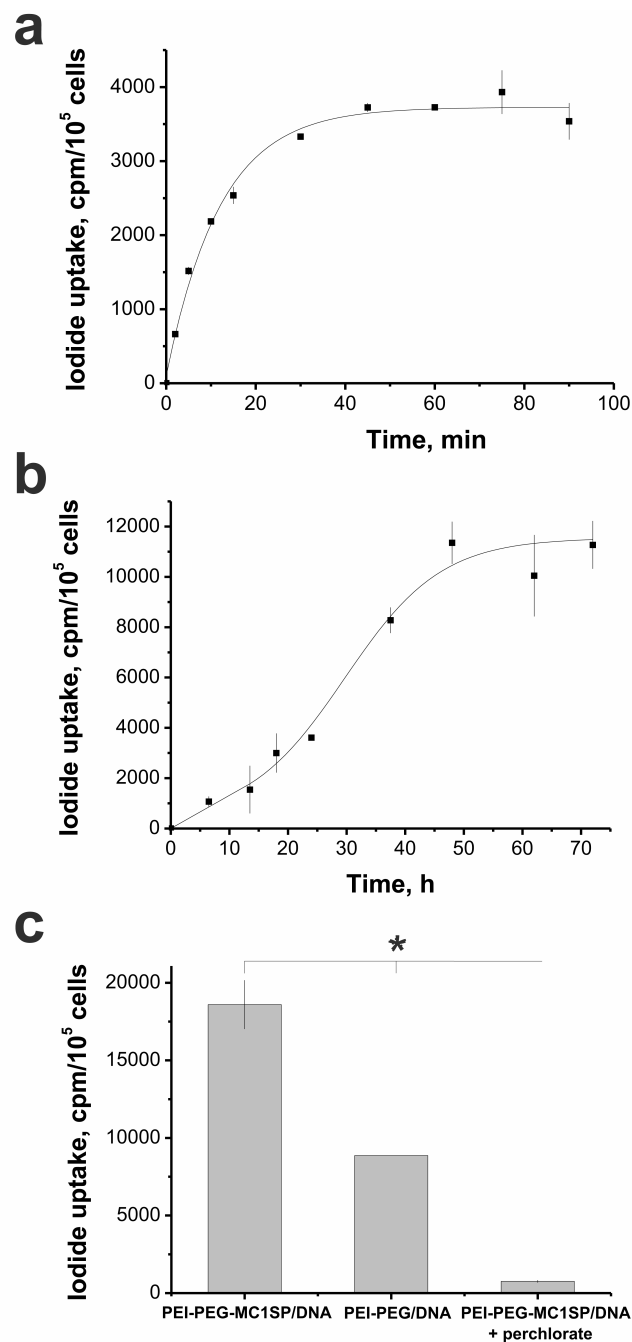 a
Iodide uptake, cpm/10⁵ cells
4000
3000
2000
1000
0
0 20 40 60 80 100
Time, min
b
Iodide uptake, cpm/10⁵ cells
12000
10000
8000
6000
4000
2000
0
0 10 20 30 40 50 60 70
Time, h
c
Iodide uptake, cpm/10⁵ cells
*
20000
15000
10000
5000
0
PEI-PEG-MC1SP/DNA PEI-PEG/DNA PEI-PEG-MC1SP/DNA
+ perchlorate